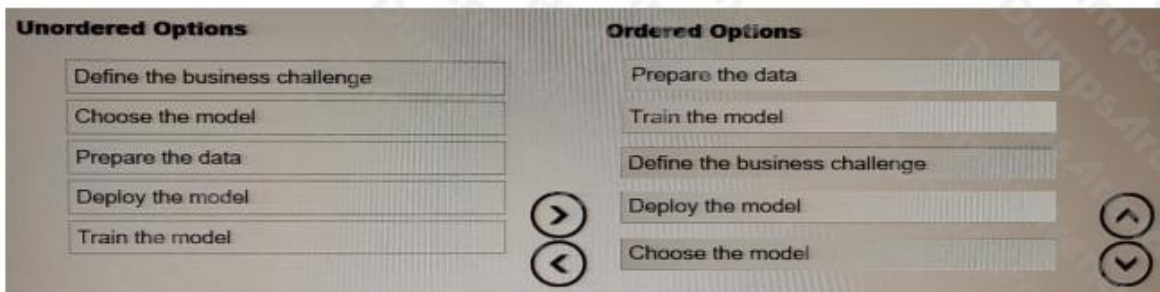 Unordered Options
Define the business challenge
Choose the model
Prepare the data
Deploy the model
Train the model
Ordered Options
Prepare the data
Train the model
Define the business challenge
Deploy the model
Choose the model